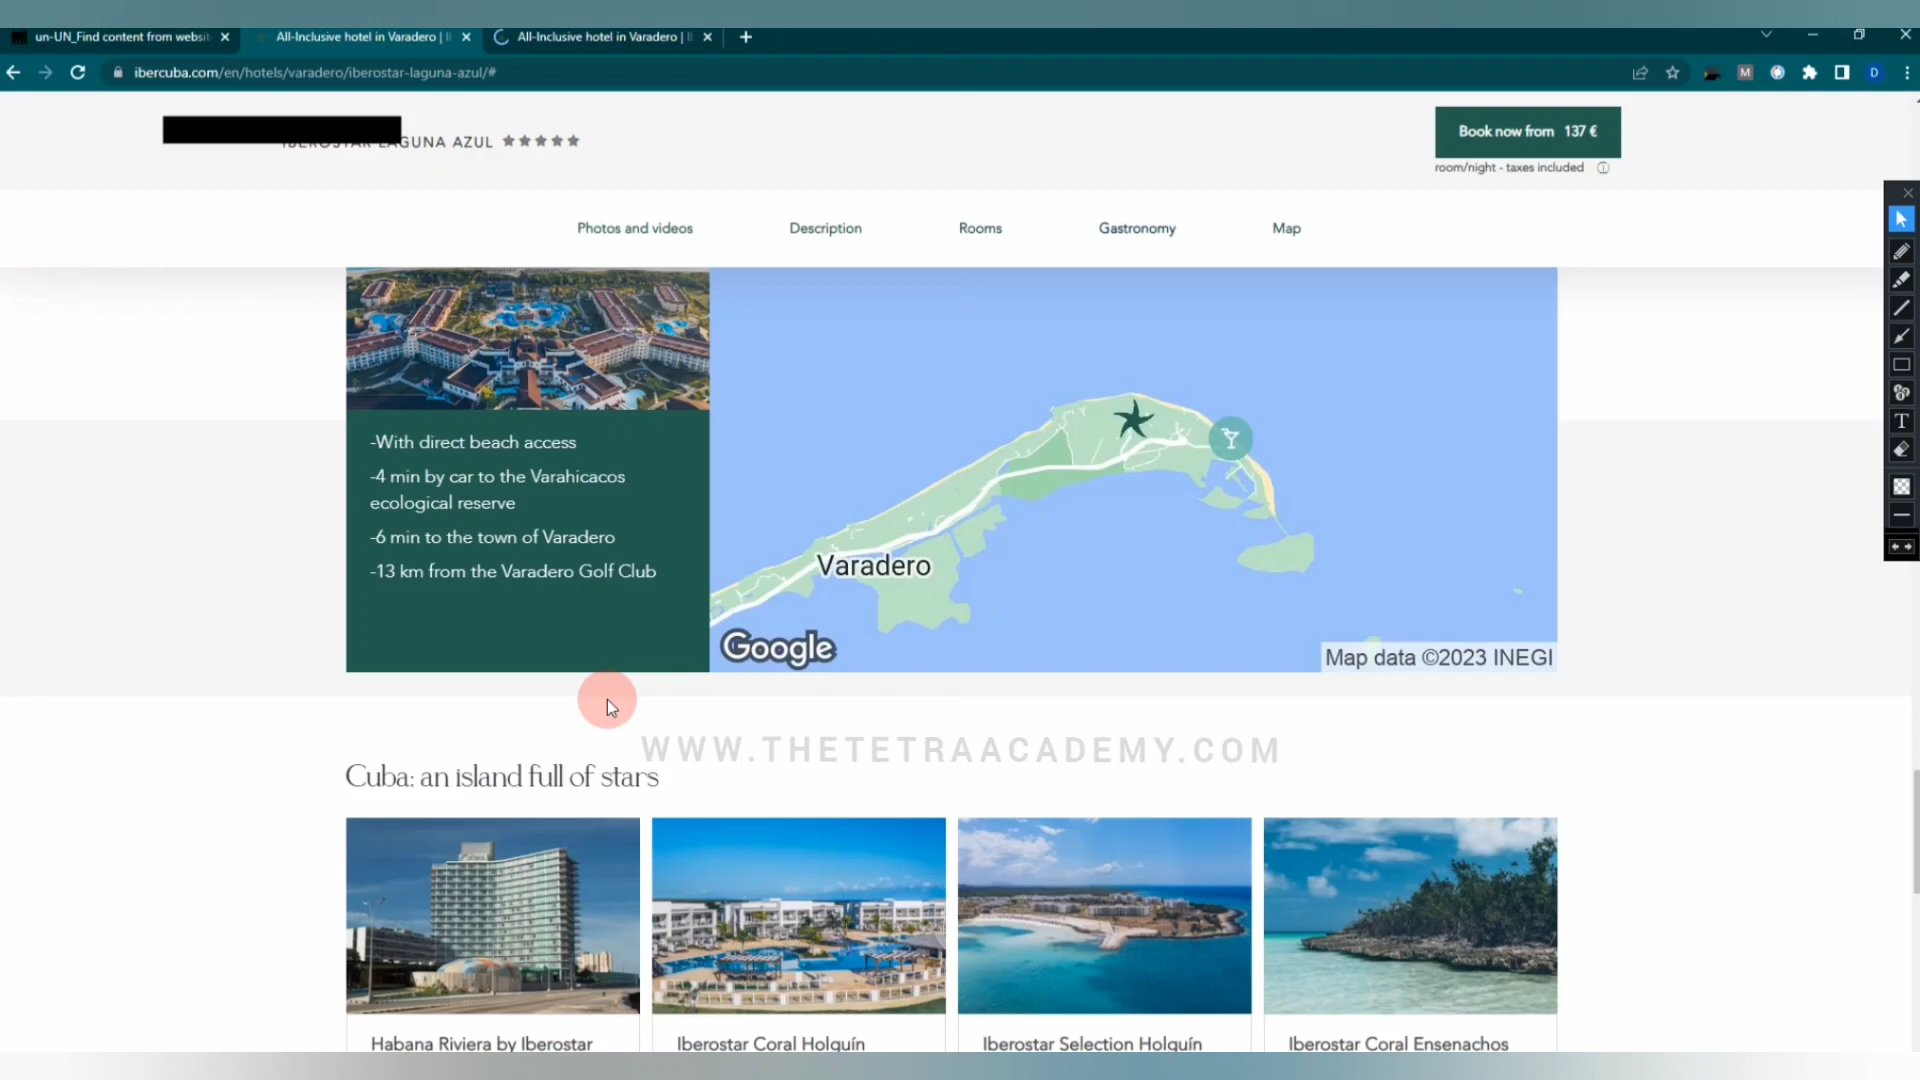 un-UN_Find content from websit
All-Inclusive hotel in Varadero | I
All-Inclusive hotel in Varadero | I
ibercuba.com/en/hotels/varadero/iberostar-laguna-azul/#
M
D
IBEROSTAR LAGUNA AZUL
Book now from 137 €
room/night - taxes included
Photos and videos
Description
Rooms
Gastronomy
Map
-With direct beach access
-4 min by car to the Varahicacos
ecological reserve
-6 min to the town of Varadero
-13 km from the Varadero Golf Club
Varadero
Google
Map data ©2023 INEGI
T
WWW.THETETRAACADEMY.COM
Cuba: an island full of stars
Habana Riviera by Iberostar
Iberostar Coral Holguín
Iberostar Selection Holguín
Iberostar Coral Ensenachos